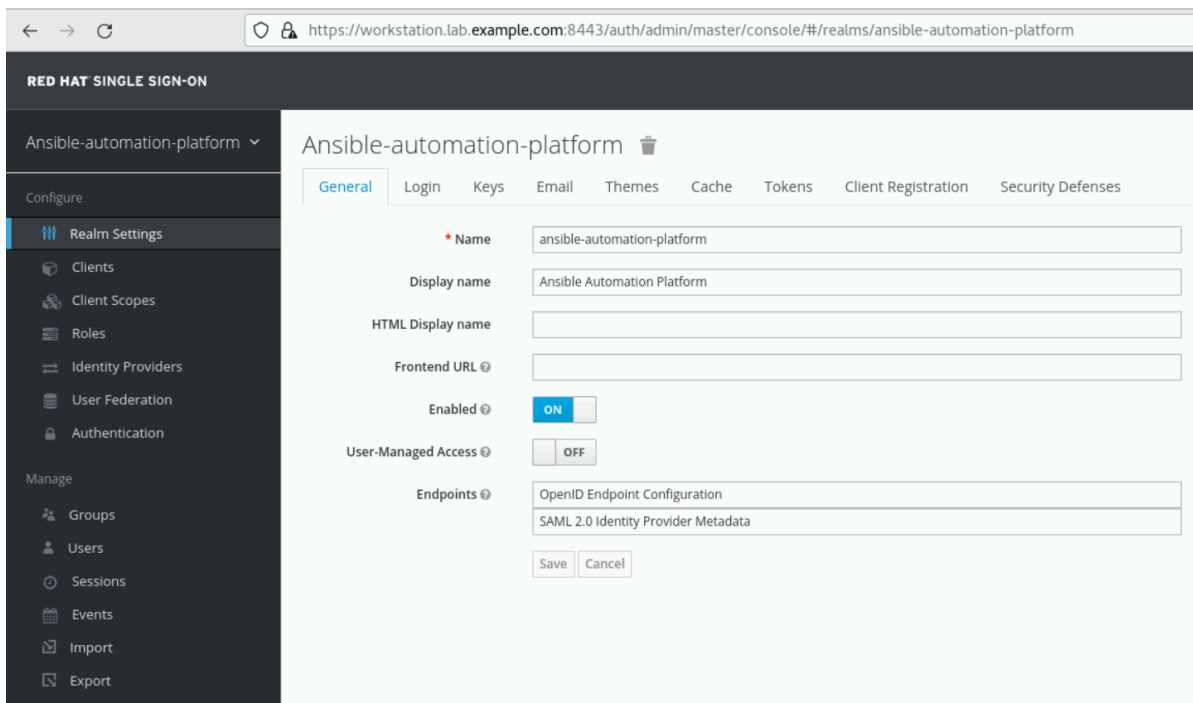 https://workstation.lab.example.com:8443/auth/admin/master/console/#/realms/ansible-automation-platform
RED HAT SINGLE SIGN-ON
Ansible-automation-platform
Configure
Realm Settings
Clients
Client Scopes
Roles
Identity Providers
User Federation
Authentication
Manage
Groups
Users
Sessions
Events
Import
Export
Ansible-automation-platform
General Login Keys Email Themes Cache Tokens Client Registration Security Defenses
* Name ansible-automation-platform
Display name Ansible Automation Platform
HTML Display name
Frontend URL
Enabled ON
User-Managed Access OFF
Endpoints OpenID Endpoint Configuration
SAML 2.0 Identity Provider Metadata
Save Cancel